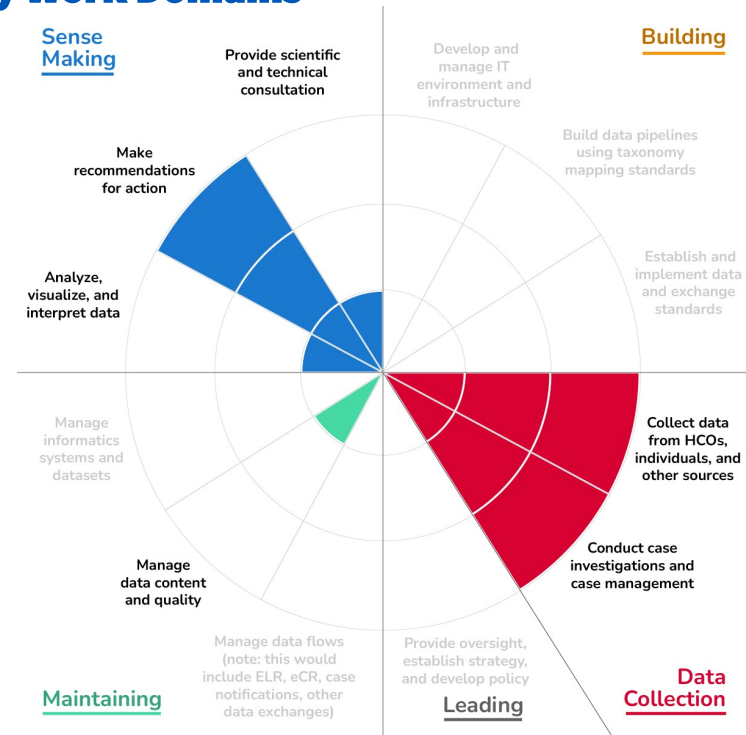 Work Domains
Sense
Making
Provide scientific
and technical
consultation
Make
recommendations
for action
Analyze,
visualize, and
interpret data
Develop and
manage IT
environment and
infrastructure
Building
Build data pipelines
using taxonomy
mapping standards
Establish and
implement data
and exchange
standards
Manage
informatics
systems and
datasets
Manage
data content
and quality
Manage data flows
(note: this would
include ELR, eCR, case
notifications, other
data exchanges)
Maintaining
Collect data
from HCOs,
individuals, and
other sources
Conduct case
investigations and
case management
Provide oversight,
establish strategy,
and develop policy
Leading
Data
Collection